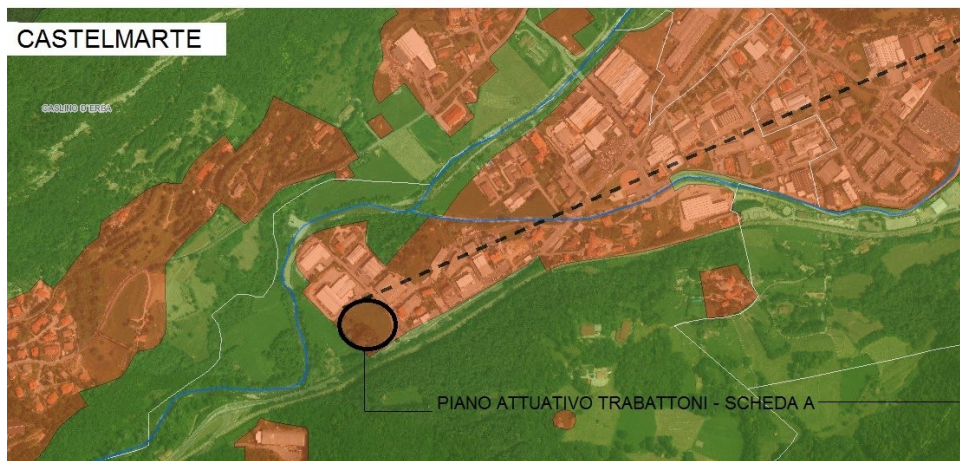 CASTELMARTE
CASLINO D'ERBA
PIANO ATTUATIVO TRABATTONI - SCHEDA A